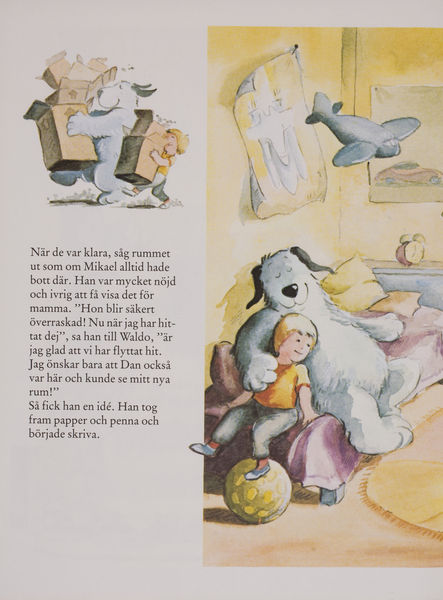 När de var klara, såg rummet
ut som om Mikael alltid hade
bott där. Han var mycket nöjd
och ivrig att få visa det för
mamma. "Hon blir säkert
överraskad! Nu när jag har hit-
tat dej", sa han till Waldo, "är
jag glad att vi har flyttat hit.
Jag önskar bara att Dan också
var här och kunde se mitt nya
rum!"
Så fick han en idé. Han tog
fram papper och penna och
började skriva.